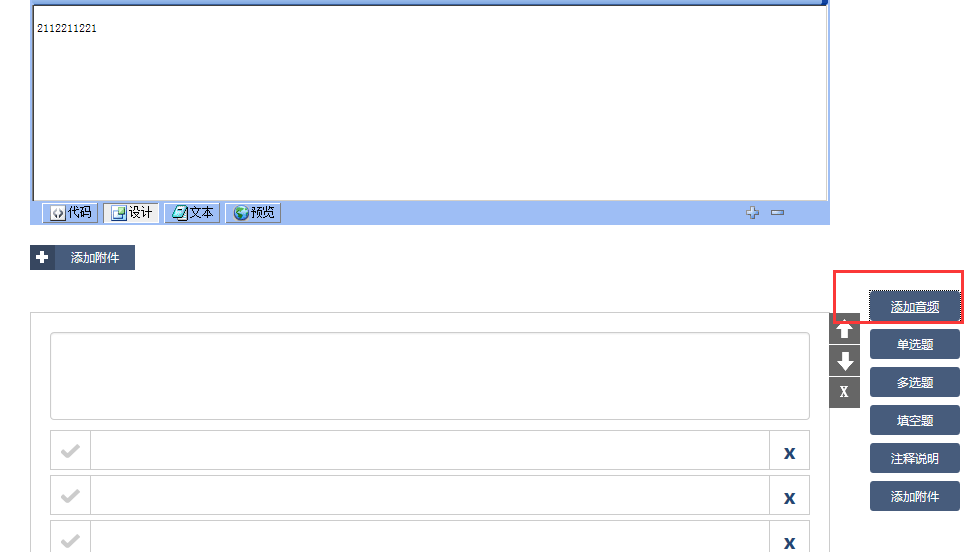 2112211221
代码 设计 文本 预览
添加附件
添加音频
单选题
X
多选题
填空题
x
注释说明
x
添加附件
x